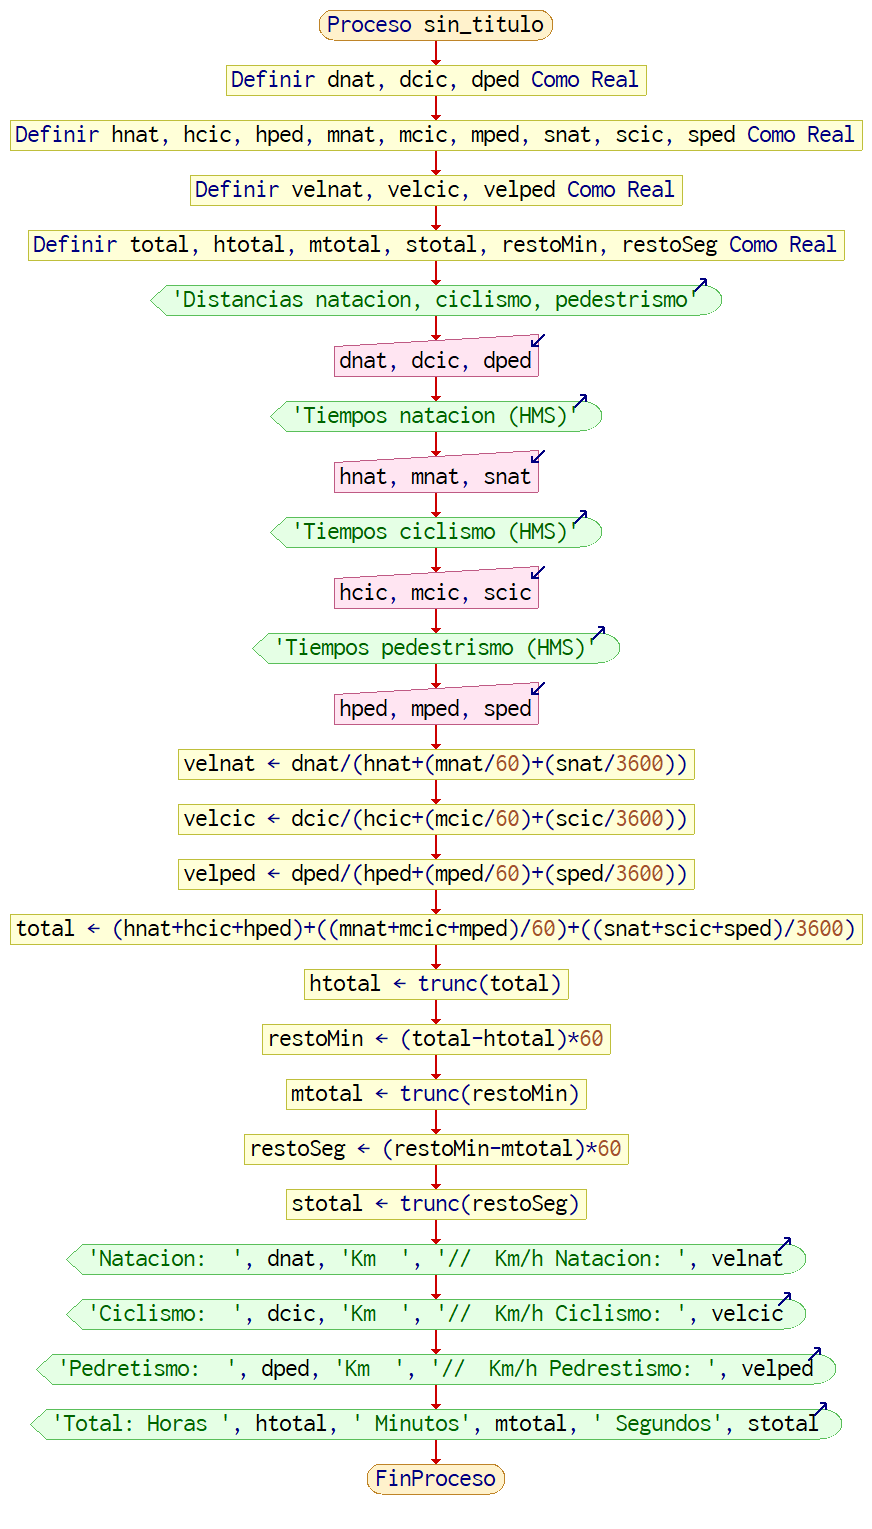 Proceso sin_titulo
Definir dnat, dcic, dped Como Real
Definir hnat, hcic, hped, mnat, mcic, mped, snat, scic, sped Como Real
Definir velnat, velcic, velped Como Real
Definir total, htotal, mtotal, stotal, restoMin, restoSeg Como Real
'Distancias natacion, ciclismo, pedestrismo'
dnat, dcic, dped
'Tiempos natacion (HMS)'
hnat, mnat, snat
'Tiempos ciclismo (HMS)'
hcic, mcic, scic
'Tiempos pedestrismo (HMS)'
hped, mped, sped
velnat ← dnat/(hnat+(mnat/60)+(snat/3600))
velcic ← dcic/(hcic+(mcic/60)+(scic/3600))
velped ← dped/(hped+(mped/60)+(sped/3600))
total ← (hnat+hcic+hped)+((mnat+mcic+mped)/60)+((snat+scic+sped)/3600)
htotal ← trunc(total)
restoMin ← (total-htotal)*60
mtotal ← trunc(restoMin)
restoSeg ← (restoMin-mtotal)*60
stotal ← trunc(restoSeg)
'Natacion:  ', dnat, 'Km  ', '//  Km/h Natacion: ', velnat
'Ciclismo:  ', dcic, 'Km  ', '//  Km/h Ciclismo: ', velcic
'Pedretismo:  ', dped, 'Km  ', '//  Km/h Pedrestismo: ', velped
'Total: Horas ', htotal, ' Minutos', mtotal, ' Segundos', stotal
FinProceso